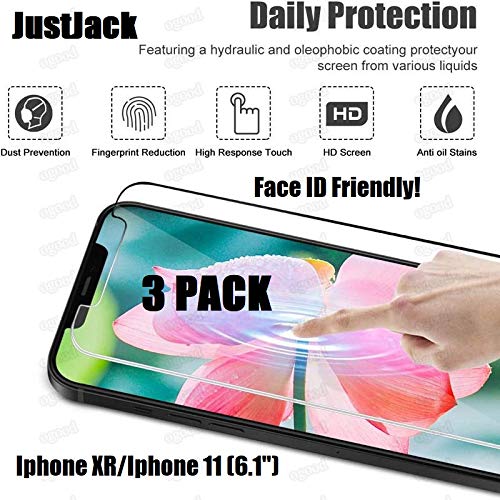 JustJack
Daily Protection
Featuring a hydraulic and oleophobic coating protectyour
screen from various liquids
HD
Dust Prevention
Fingerprint Reduction
High Response Touch
HD Screen
Anti oil Stains
Face ID Friendly!
3 PACK
Iphone XR/Iphone 11 (6.1")
qgood